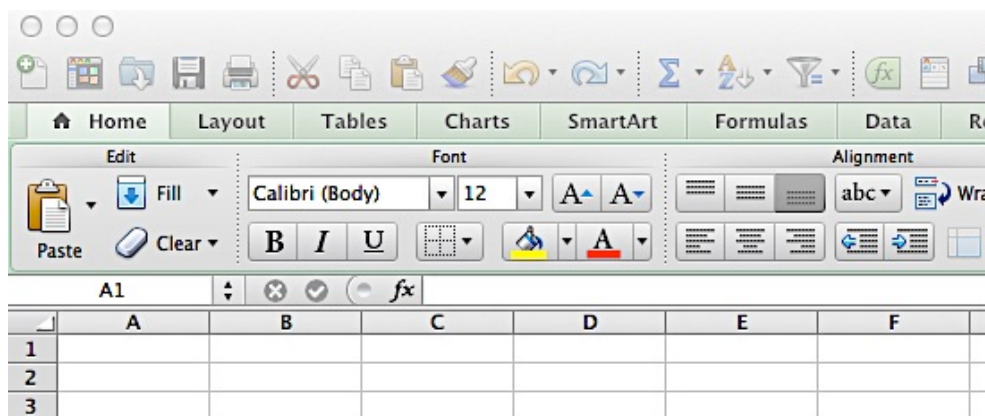 Home Layout Tables Charts SmartArt Formulas Data
Edit Font Alignment
Fill Calibri (Body) 12 A A abc
Paste Clear B I U A
A1 fx
A B C D E F
1
2
3